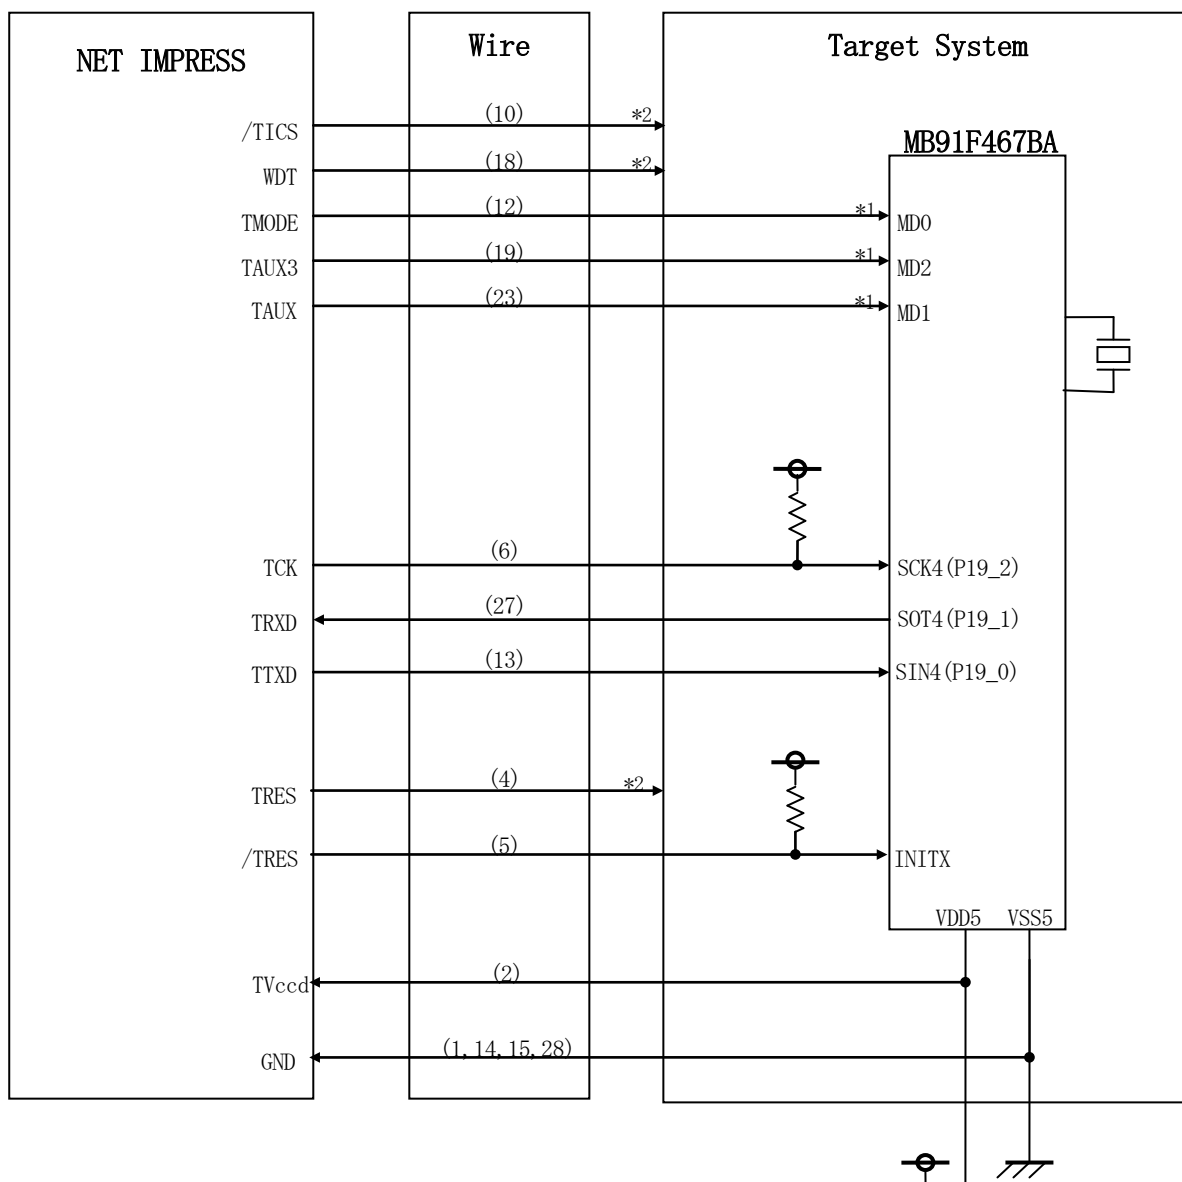 NET IMPRESS
Wire
Target System
/TICS
(10)
*2
MB91F467BA
WDT
(18)
*2
TMODE
(12)
*1
MD0
TAUX3
(19)
*1
MD2
TAUX
(23)
*1
MD1
TCK
(6)
SCK4(P19_2)
TRXD
(27)
SOT4(P19_1)
TTXD
(13)
SIN4(P19_0)
TRES
(4)
*2
/TRES
(5)
INITX
VDD5
VSS5
TVccd
(2)
GND
(1,14,15,28)